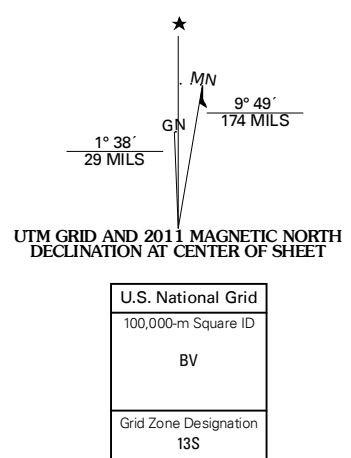 ★
MN
GN
9° 49´
174 MILS
1° 38´
29 MILS
UTM GRID AND 2011 MAGNETIC NORTH
DECLINATION AT CENTER OF SHEET
U.S. National Grid
100,000-m Square ID
BV
Grid Zone Designation
13S